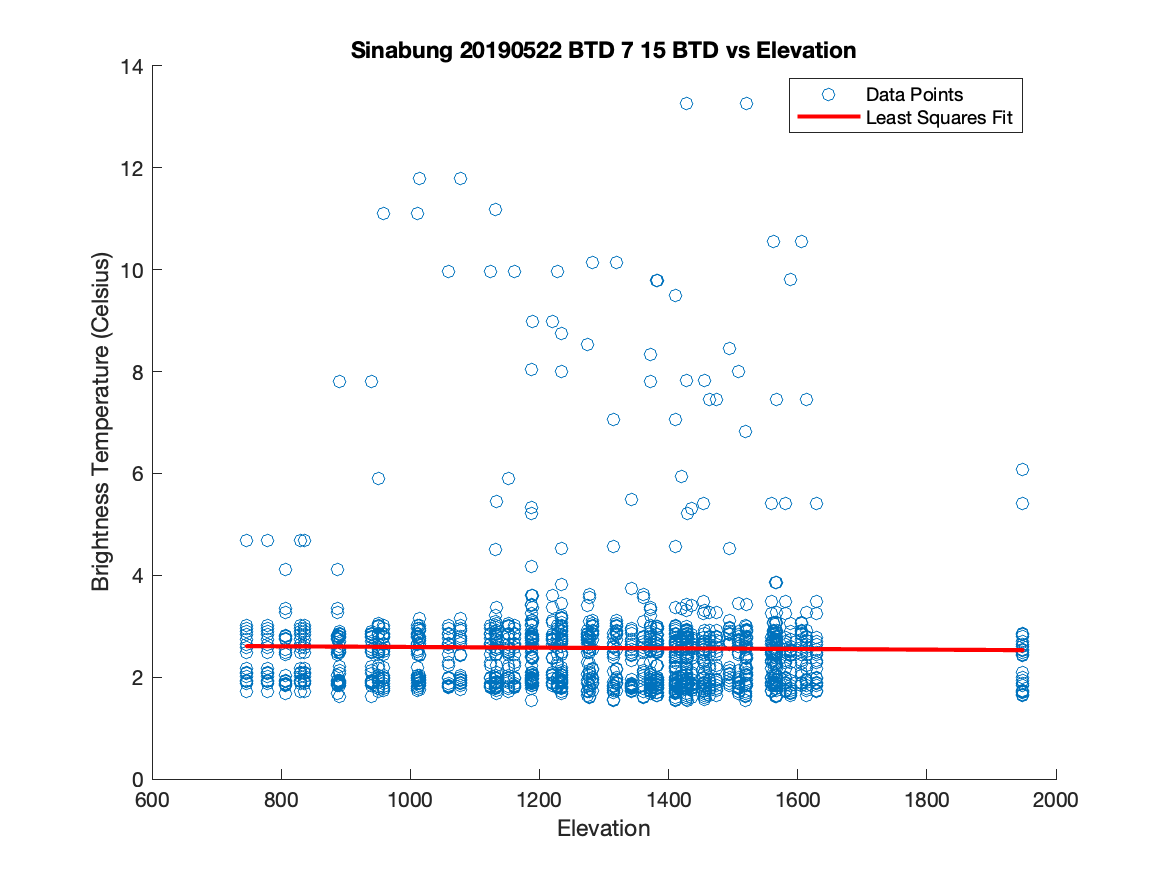 Sinabung 20190522 BTD 7 15 BTD vs Elevation
Data Points
Least Squares Fit
Brightness Temperature (Celsius)
14
12
10
8
6
4
2
0
600 800 1000 1200 1400 1600 1800 2000
Elevation